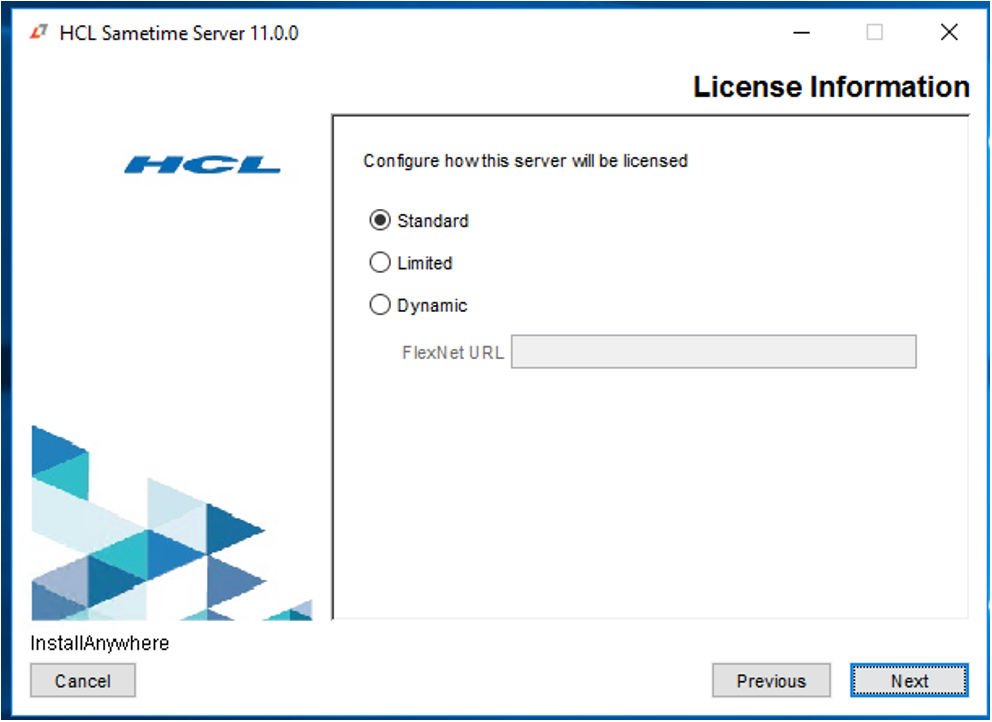 HCL Sametime Server 11.0.0
License Information
HCL
Configure how this server will be licensed
Standard
Limited
Dynamic
FlexNet URL
InstallAnywhere
Cancel
Previous
Next